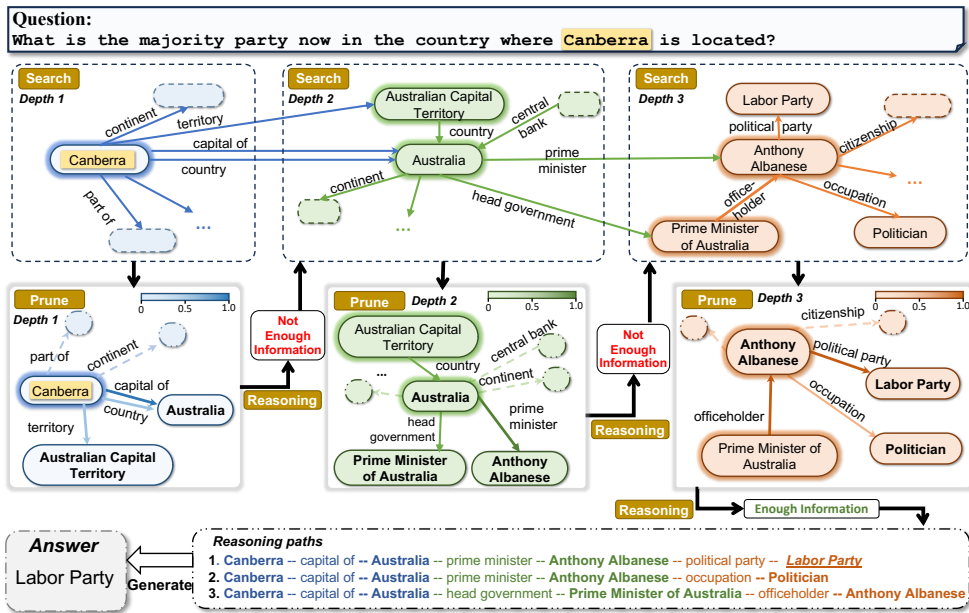 Question:
What is the majority party now in the country where Canberra is located?
Search
Depth 1
continent
territory
Canberra
capital of
country
part of
...
Search
Depth 2
Australian Capital
Territory
country
central
bank
Australia
prime
minister
continent
head government
...
Search
Depth 3
Labor Party
political party
citizenship
Anthony
Albanese
...
office-
holder
occupation
Prime Minister
of Australia
Politician
Prune
Depth 1
0 0.5 1.0
part of
continent
Canberra
capital of
country
Australia
territory
Australian Capital
Territory
Not
Enough
Information
Reasoning
Prune
Depth 2
0 0.5 1.0
Australian Capital
Territory
country
central bank
...
continent
Australia
head
government
prime
minister
Prime Minister
of Australia
Anthony
Albanese
Not
Enough
Information
Reasoning
Prune
Depth 3
0 0.5 1.0
citizenship
Anthony
Albanese
political party
Labor Party
occupation
officeholder
Prime Minister of
Australia
Politician
Reasoning
Enough Information
Answer
Labor Party
Generate
Reasoning paths
1. Canberra -- capital of -- Australia -- prime minister -- Anthony Albanese -- political party -- Labor Party
2. Canberra -- capital of -- Australia -- prime minister -- Anthony Albanese -- occupation -- Politician
3. Canberra -- capital of -- Australia -- head government -- Prime Minister of Australia -- officeholder -- Anthony Albanese